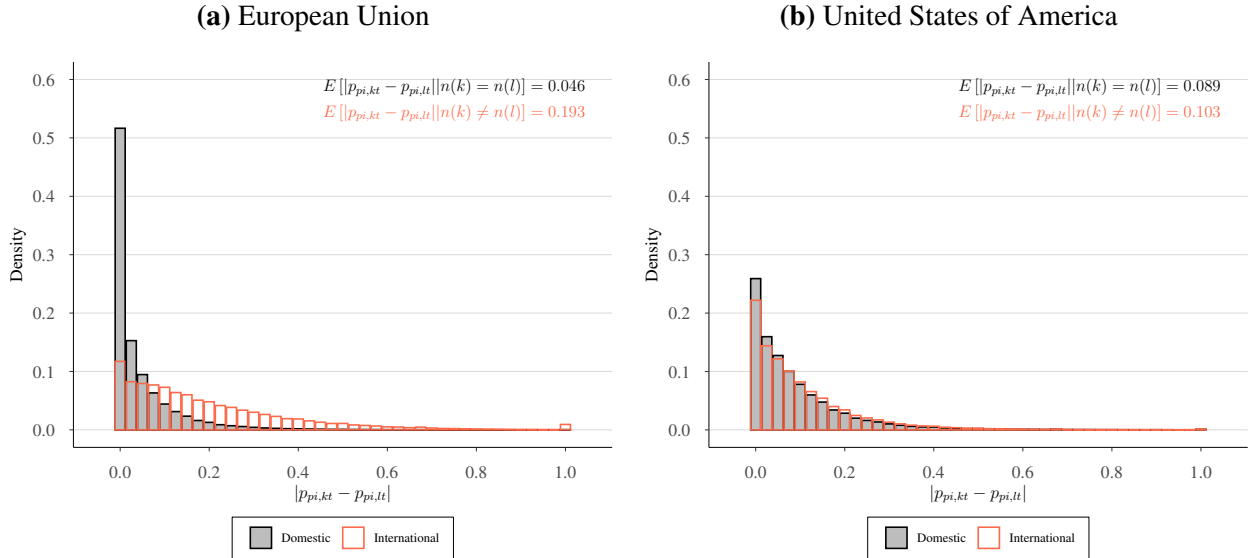 (a) European Union
E [|p_{pi,kt} − p_{pi,lt}||n(k) = n(l)] = 0.046
E [|p_{pi,kt} − p_{pi,lt}||n(k) ≠ n(l)] = 0.193
0.6
0.5
0.4
0.3
0.2
0.1
0.0
Density
0.0 0.2 0.4 0.6 0.8 1.0
|p_{pi,kt} − p_{pi,lt}|
Domestic International
(b) United States of America
E [|p_{pi,kt} − p_{pi,lt}||n(k) = n(l)] = 0.089
E [|p_{pi,kt} − p_{pi,lt}||n(k) ≠ n(l)] = 0.103
0.6
0.5
0.4
0.3
0.2
0.1
0.0
Density
0.0 0.2 0.4 0.6 0.8 1.0
|p_{pi,kt} − p_{pi,lt}|
Domestic International